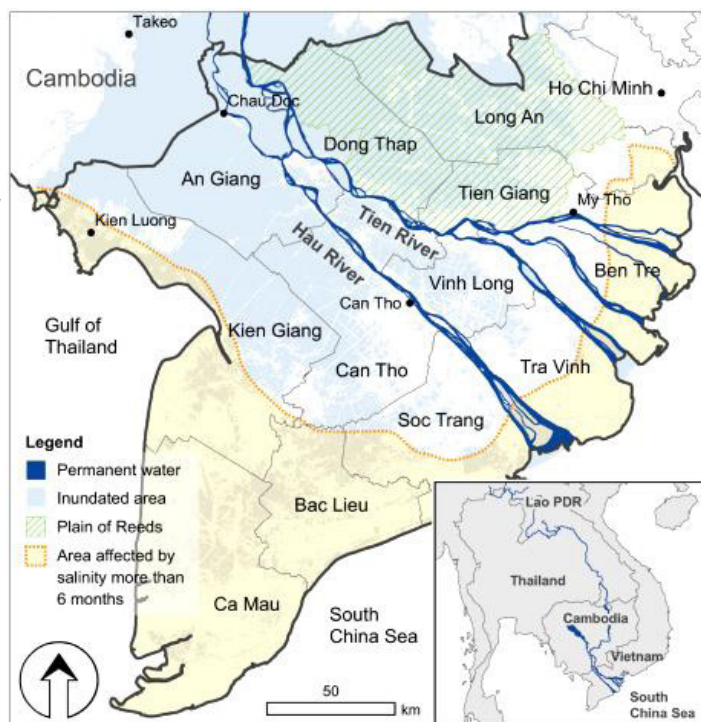 Takeo
Cambodia
Ho Chi Minh
Chau Doc
Long An
Dong Thap
An Giang
Tien Giang
My Tho
Kien Luong
Tien River
Hau River
Ben Tre
Vinh Long
Can Tho
Gulf of
Thailand
Kien Giang
Can Tho
Tra Vinh
Soc Trang
Legend
Permanent water
Inundated area
Plain of Reeds
Area affected by
salinity more than
6 months
Bac Lieu
Ca Mau
South
China Sea
50
km
Lao PDR
Thailand
Cambodia
Vietnam
South
China Sea